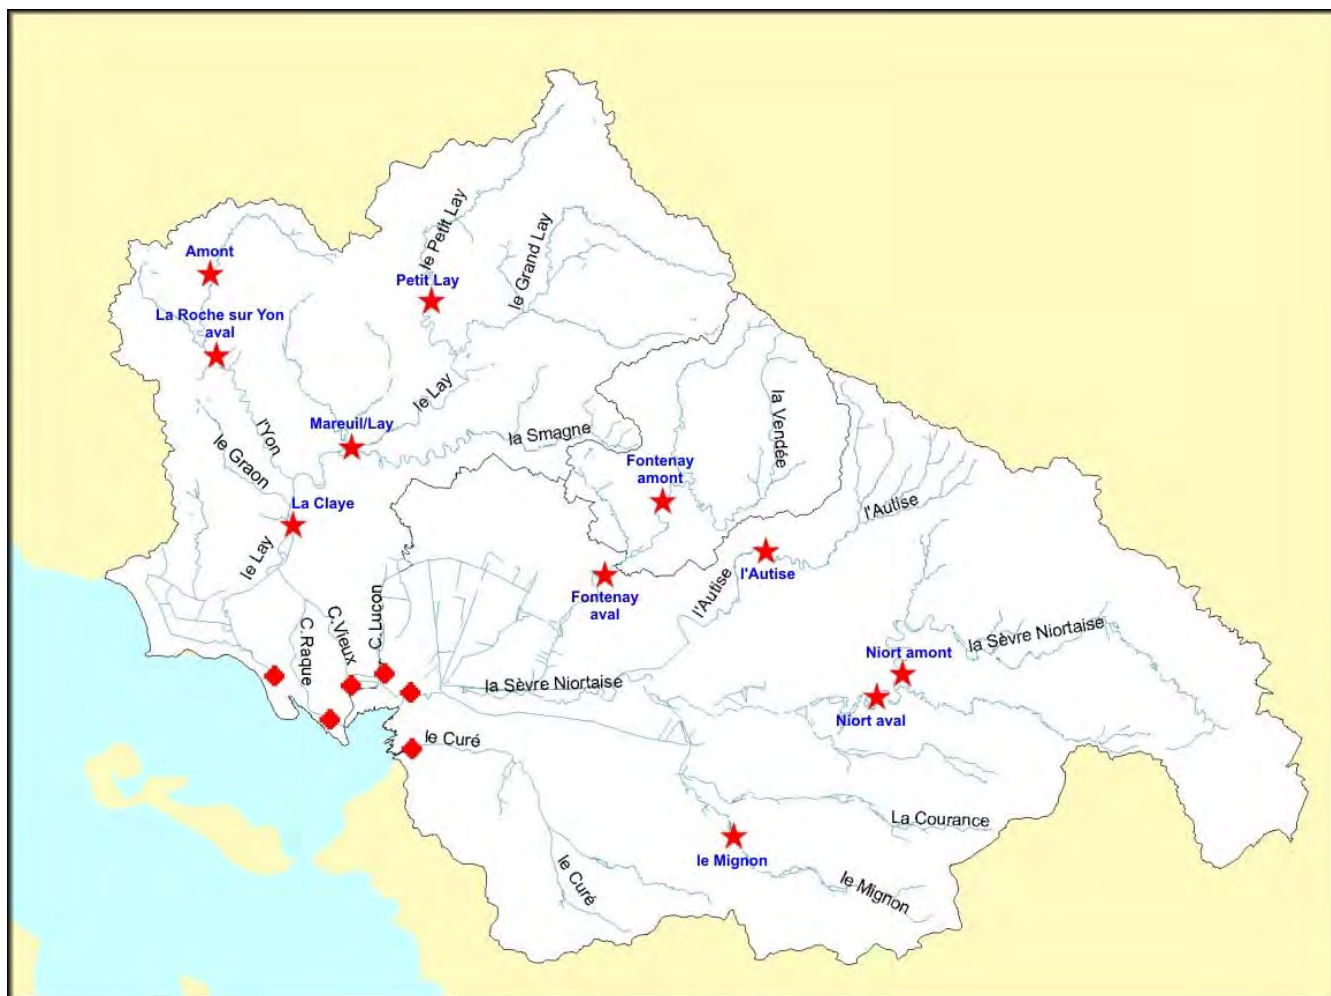 le Petit Lay
le Grand Lay
Amont
Petit Lay
La Roche sur Yon
aval
le Lay
l'Yon
Mareuil/Lay
la Smagne
la Vendée
le Graon
Fontenay
amont
La Claye
l'Autise
le Lay
l'Autise
l'Autise
Fontenay
aval
C.Raque
C.Vieux
C.Lucon
la Sèvre Niortaise
Niort amont
la Sèvre Niortaise
Niort aval
le Curé
La Courance
le Mignon
le Curé
le Mignon